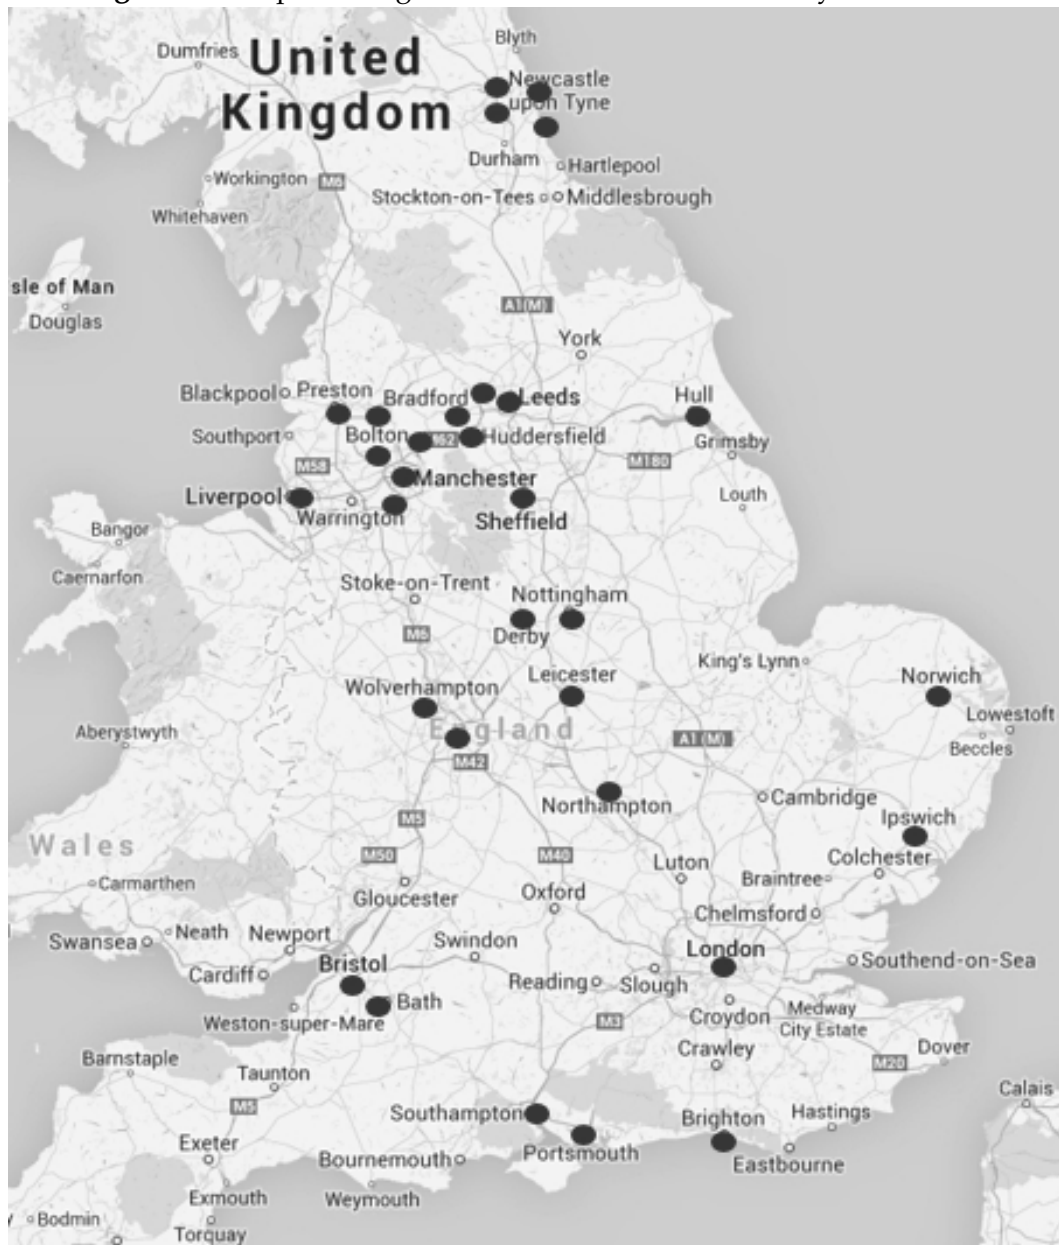 Blyth
Dumfries
United
Kingdom
Newcastle
upon Tyne
Durham
Hartlepool
Workington
M6
Stockton-on-Tees
Middlesbrough
Whitehaven
sle of Man
Douglas
A1(M)
York
Blackpool
Preston
Bradford
Leeds
Hull
Southport
Bolton
M62
Huddersfield
Grimsby
M58
M180
Manchester
Liverpool
Warrington
Sheffield
Louth
Bangor
Caernarfon
Stoke-on-Trent
Nottingham
M6
Derby
King's Lynn
Leicester
Norwich
Wolverhampton
Lowestoft
England
Aberystwyth
A1(M)
Beccles
M42
Northampton
Cambridge
M5
Ipswich
Wales
M50
M40
Luton
Colchester
Carmarthen
Braintree
Gloucester
Oxford
Chelmsford
Neath
Newport
Swansea
Swindon
London
Southend-on-Sea
Cardiff
Bristol
Reading
Slough
Bath
Weston-super-Mare
Croydon
Medway
City Estate
M3
Crawley
Dover
Barnstaple
M20
Taunton
Calais
M5
Southampton
Brighton
Hastings
Exeter
Portsmouth
Bournemouth
Eastbourne
Exmouth
Weymouth
Bodmin
Torquay